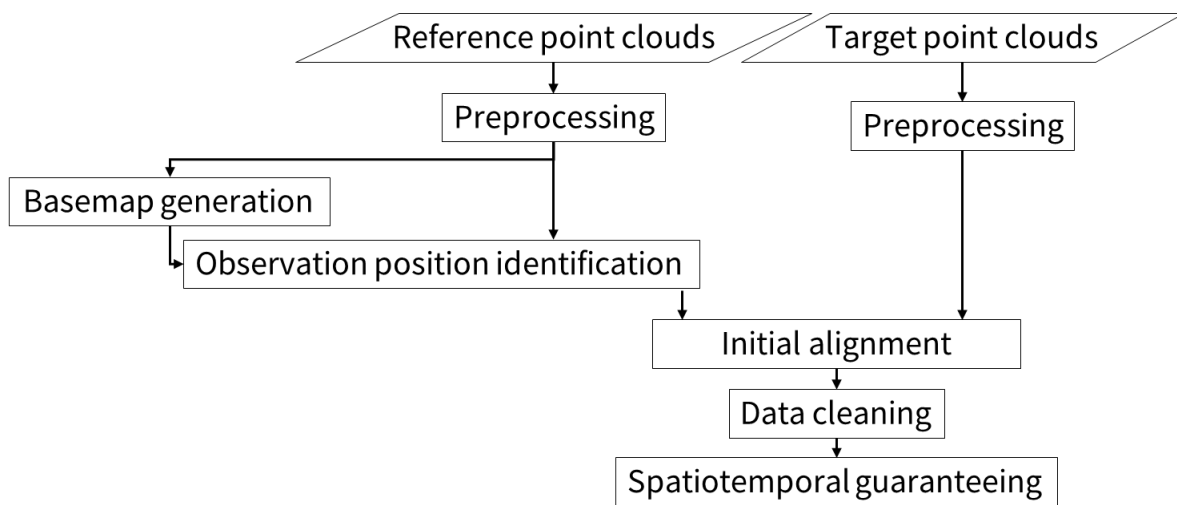 Reference point clouds
Target point clouds
Preprocessing
Preprocessing
Basemap generation
Observation position identification
Initial alignment
Data cleaning
Spatiotemporal guaranteeing